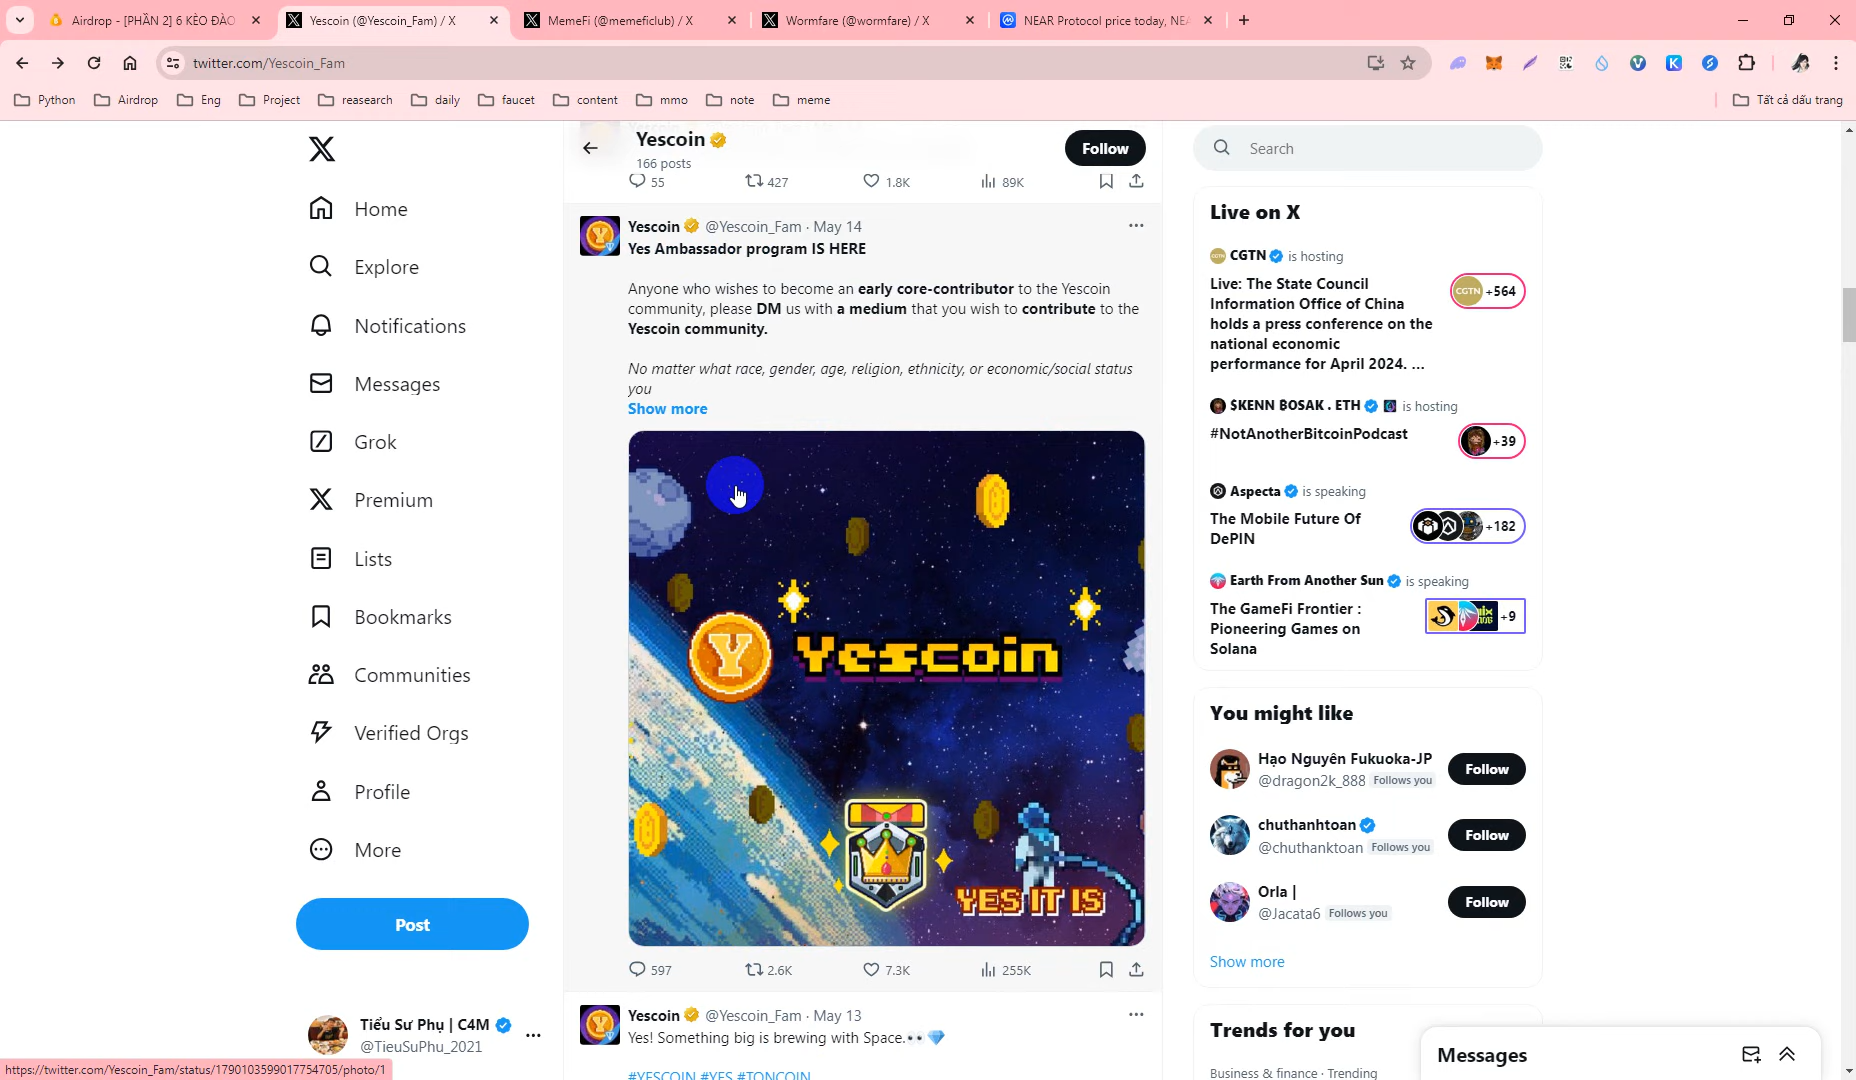 Airdrop - [PHẦN 2] 6 KÈO ĐÀO
Yescoin (@Yescoin_Fam) / X
MemeFi (@memeficlub) / X
Wormfare (@wormfare) / X
NEAR Protocol price today, NEA
twitter.com/Yescoin_Fam
Python
Airdrop
Eng
Project
reasearch
daily
faucet
content
mmo
note
meme
Tất cả dấu trang
Home
Explore
Notifications
Messages
Grok
Premium
Lists
Bookmarks
Communities
Verified Orgs
Profile
More
Post
Tiểu Sư Phụ | C4M
@TieuSuPhu_2021
https://twitter.com/Yescoin_Fam/status/1790103599017754705/photo/1
Yescoin
166 posts
Follow
55 427 1.8K 89K
Yescoin @Yescoin_Fam · May 14
Yes Ambassador program IS HERE
Anyone who wishes to become an early core-contributor to the Yescoin
community, please DM us with a medium that you wish to contribute to the
Yescoin community.
No matter what race, gender, age, religion, ethnicity, or economic/social status
you
Show more
Y Yescoin
YES IT IS
597 2.6K 7.3K 255K
Yescoin @Yescoin_Fam · May 13
Yes! Something big is brewing with Space.
#YESCOIN #YES #TONCOIN
Search
Live on X
CGTN is hosting
Live: The State Council
Information Office of China
holds a press conference on the
national economic
performance for April 2024. ...
CGTN +564
$KENN ₿OSAK . ETH is hosting
#NotAnotherBitcoinPodcast
+39
Aspecta is speaking
The Mobile Future Of
DePIN
+182
Earth From Another Sun is speaking
The GameFi Frontier :
Pioneering Games on
Solana
+9
You might like
Hạo Nguyên Fukuoka-JP
@dragon2k_888 Follows you
Follow
chuthanhtoan
@chuthanktoan Follows you
Follow
Orla |
@Jacata6 Follows you
Follow
Show more
Trends for you
Business & finance · Trending
Messages